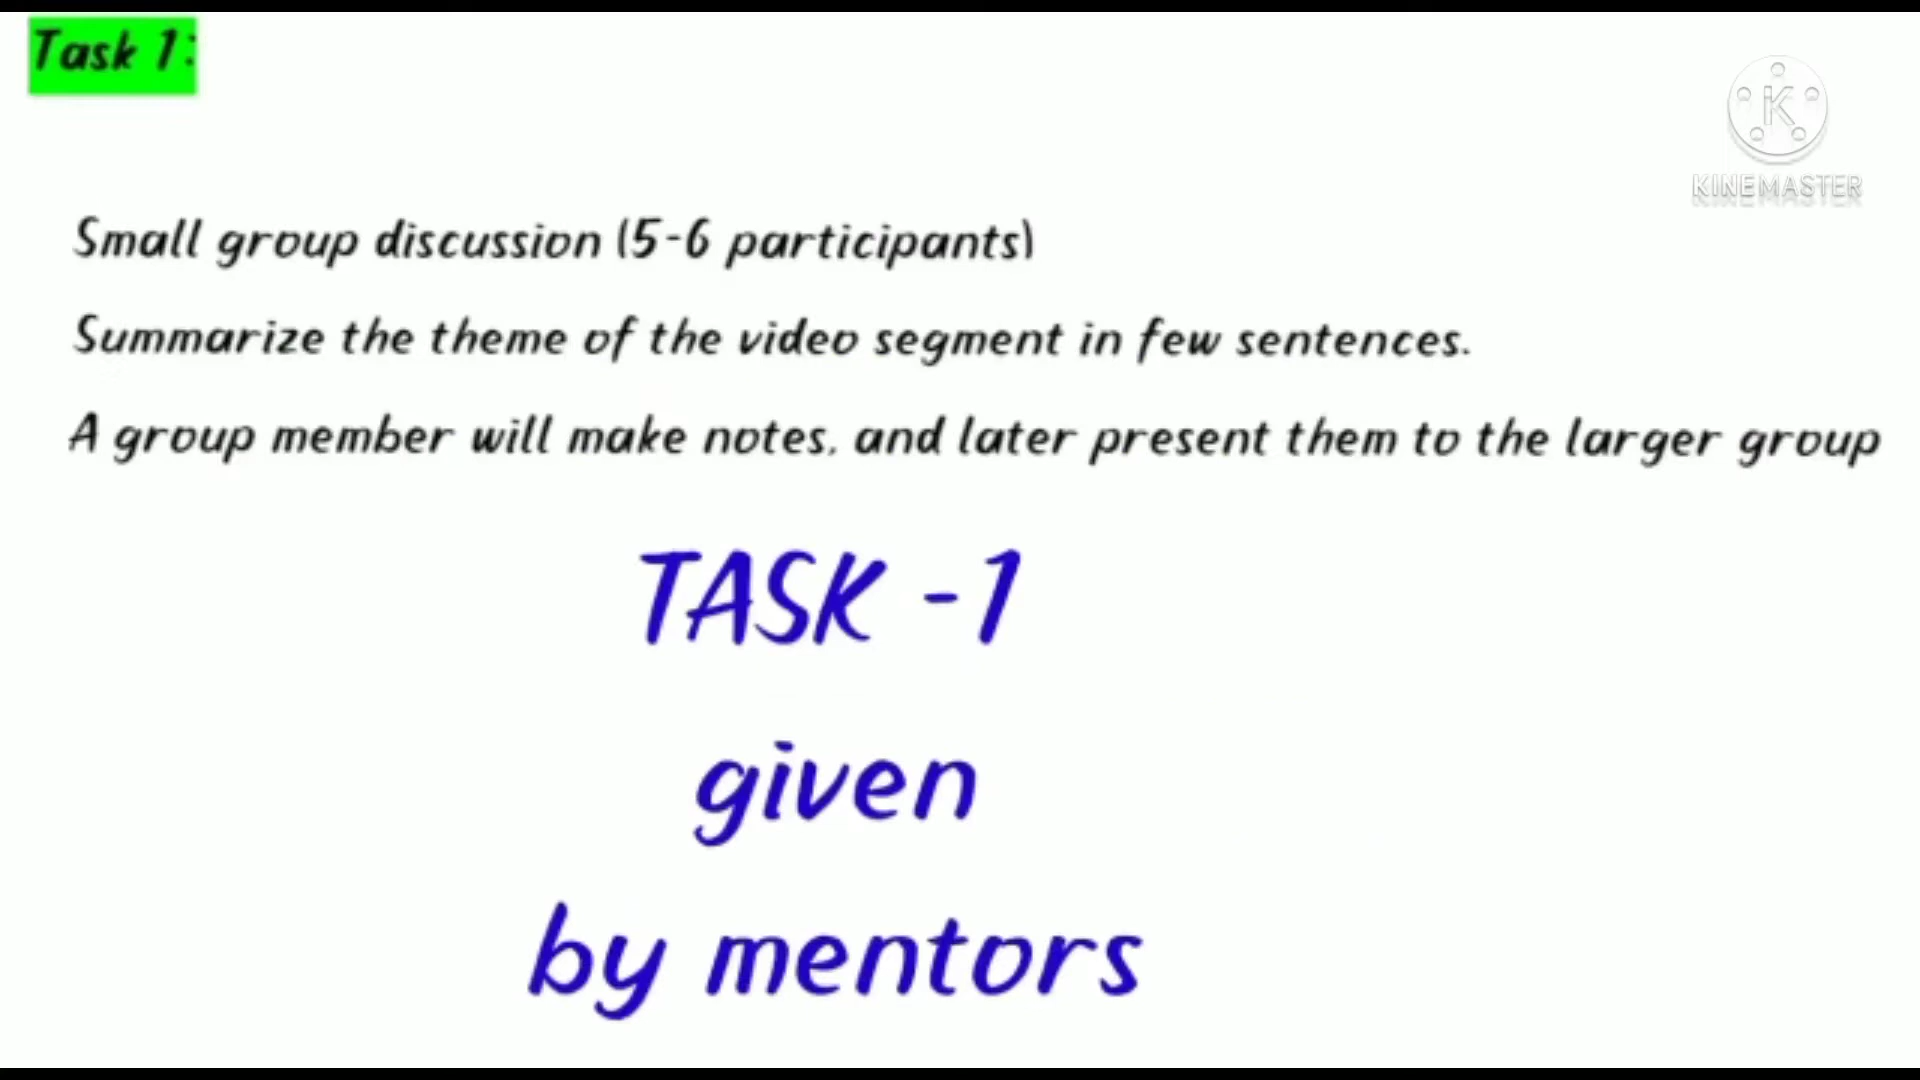 Task 1:
K
KINEMASTER
Small group discussion (5-6 participants)
Summarize the theme of the video segment in few sentences.
A group member will make notes, and later present them to the larger group
TASK -1
given
by mentors